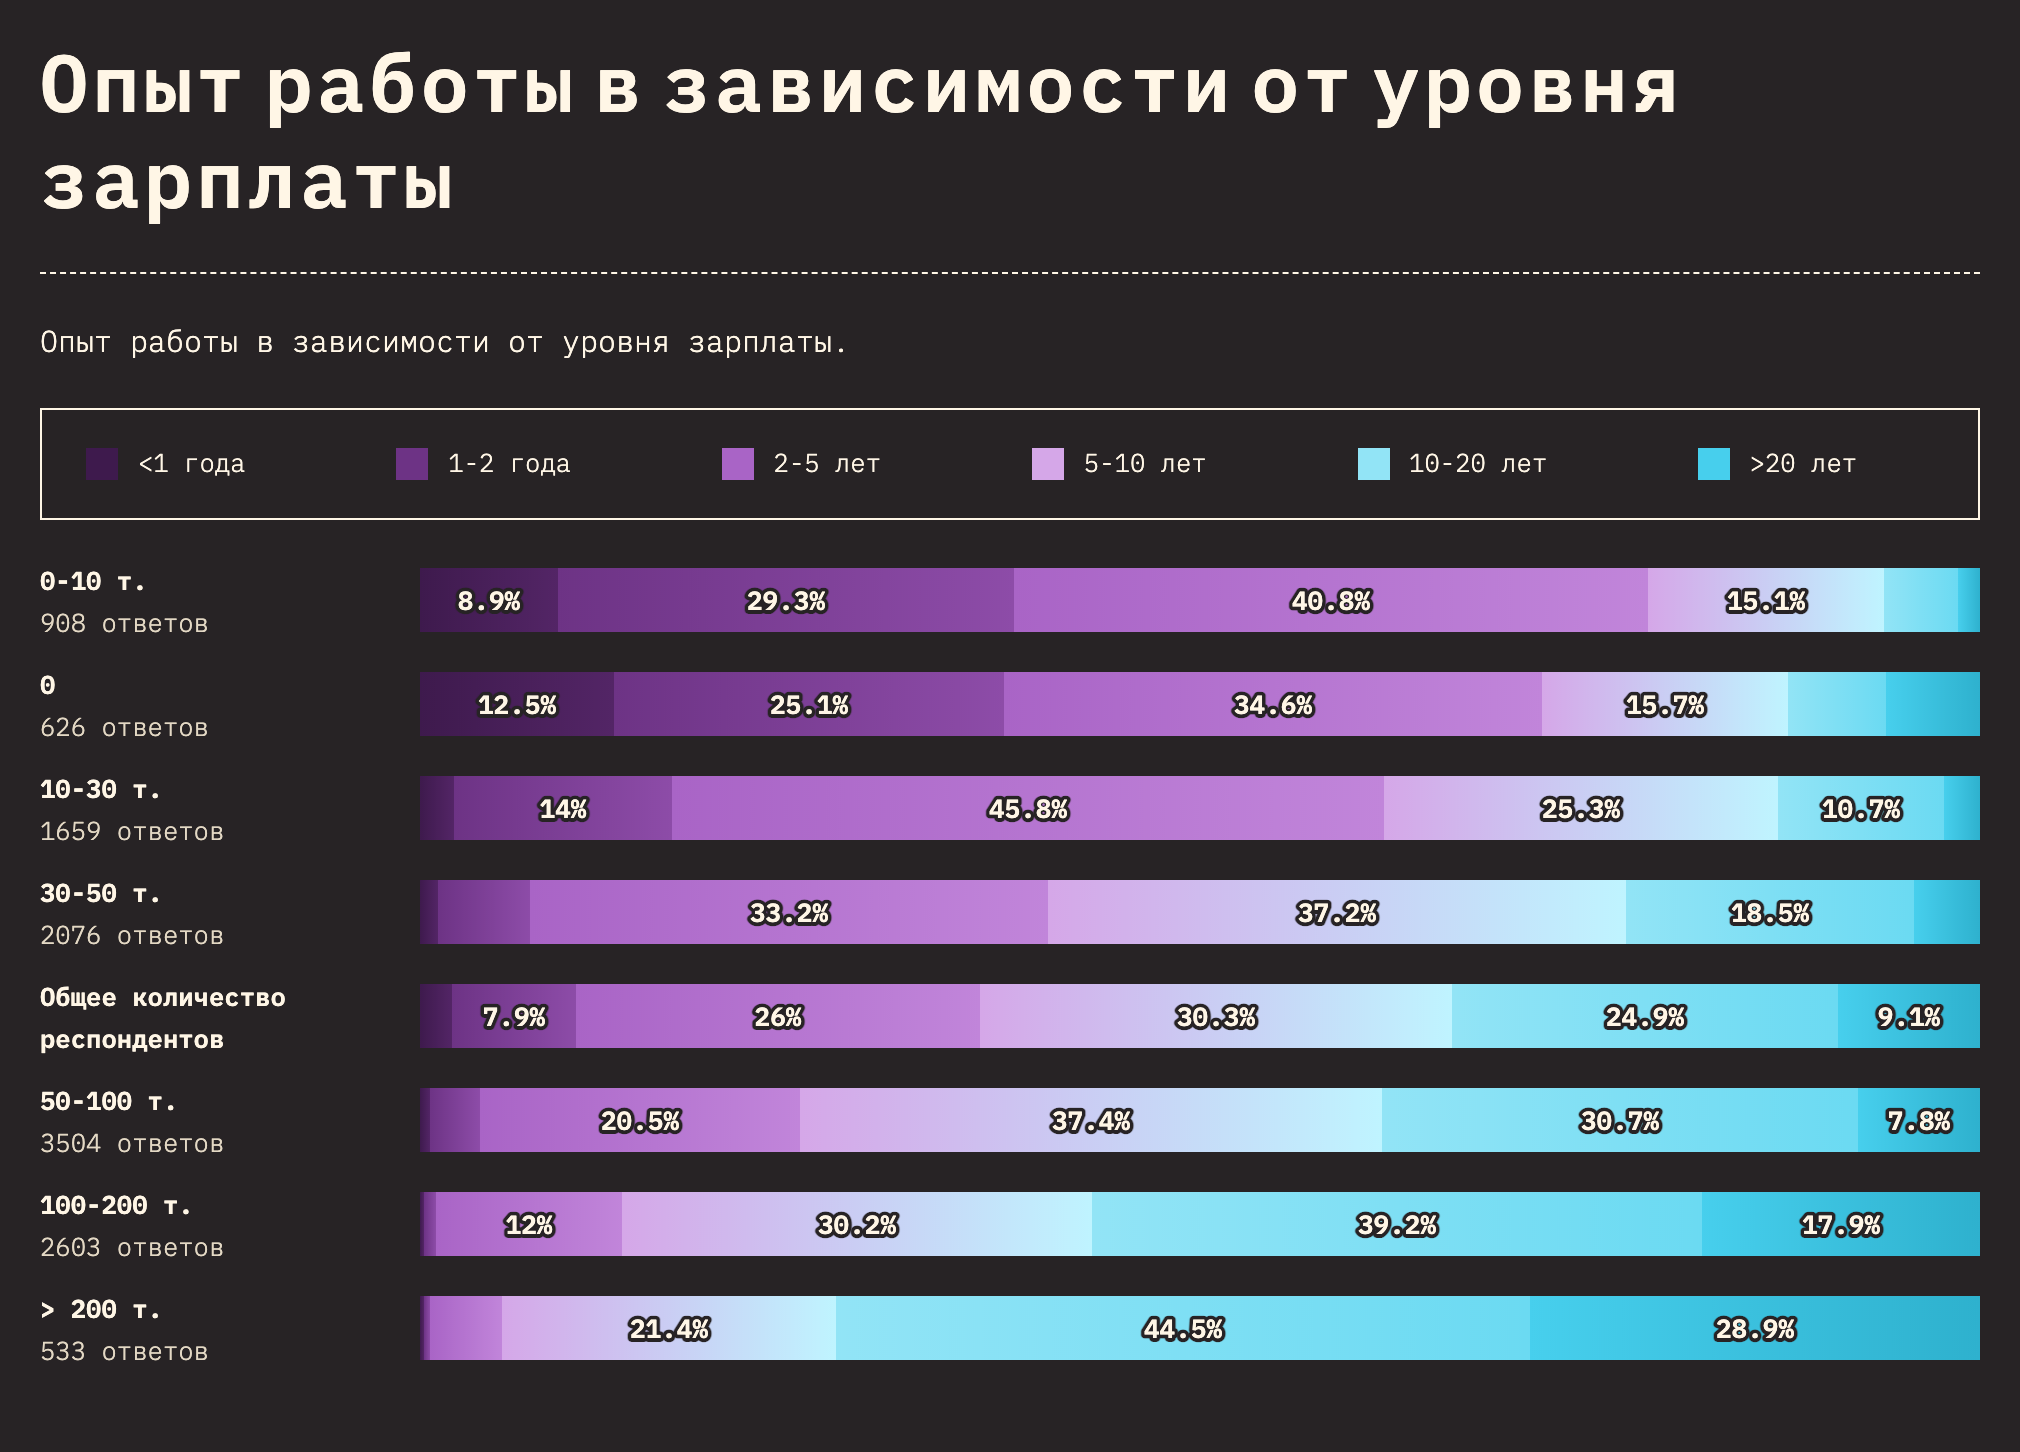 Опыт работы в зависимости от уровня
зарплаты
Опыт работы в зависимости от уровня зарплаты.
<1 года 1-2 года 2-5 лет 5-10 лет 10-20 лет >20 лет
0-10 т.
908 ответов
8.9% 29.3% 40.8% 15.1%
0
626 ответов
12.5% 25.1% 34.6% 15.7%
10-30 т.
1659 ответов
14% 45.8% 25.3% 10.7%
30-50 т.
2076 ответов
33.2% 37.2% 18.5%
Общее количество
респондентов
7.9% 26% 30.3% 24.9% 9.1%
50-100 т.
3504 ответов
20.5% 37.4% 30.7% 7.8%
100-200 т.
2603 ответов
12% 30.2% 39.2% 17.9%
> 200 т.
533 ответов
21.4% 44.5% 28.9%